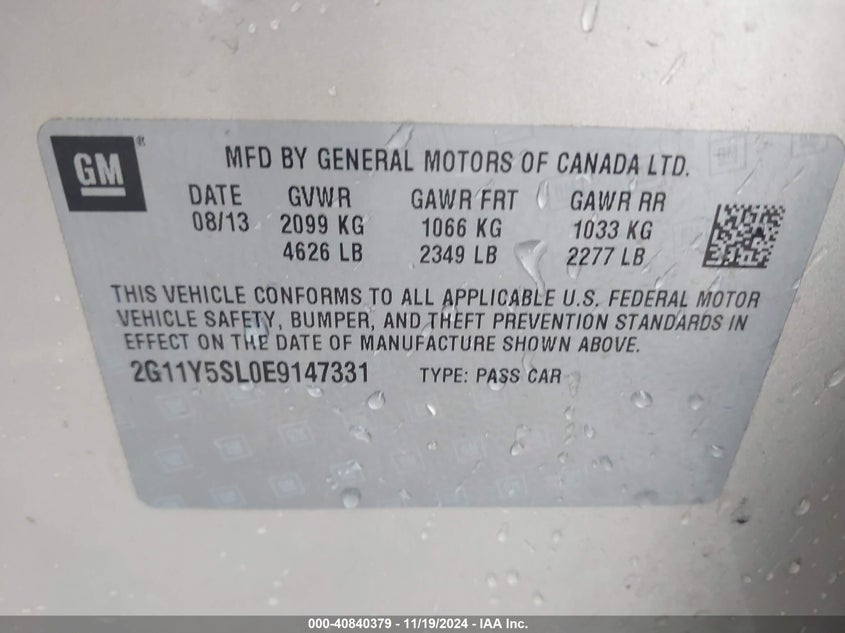 GM ®
MFD BY GENERAL MOTORS OF CANADA LTD.
DATE GVWR GAWR FRT GAWR RR
08/13 2099 KG 1066 KG 1033 KG
4626 LB 2349 LB 2277 LB
THIS VEHICLE CONFORMS TO ALL APPLICABLE U.S. FEDERAL MOTOR
VEHICLE SAFETY, BUMPER, AND THEFT PREVENTION STANDARDS IN
EFFECT ON THE DATE OF MANUFACTURE SHOWN ABOVE.
2G11Y5SL0E9147331 TYPE: PASS CAR
000-40840379 - 11/19/2024 - IAA Inc.